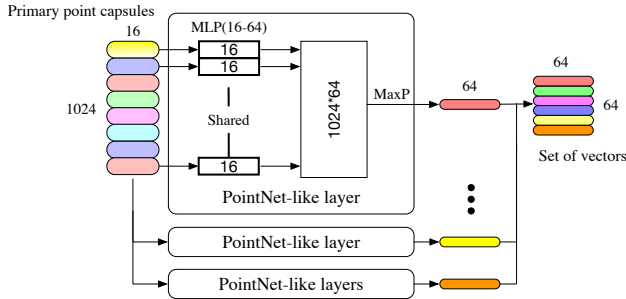 Primary point capsules
16
1024
MLP(16-64)
16
16
Shared
16
1024*64
MaxP
PointNet-like layer
64
64
64
Set of vectors
PointNet-like layer
PointNet-like layers